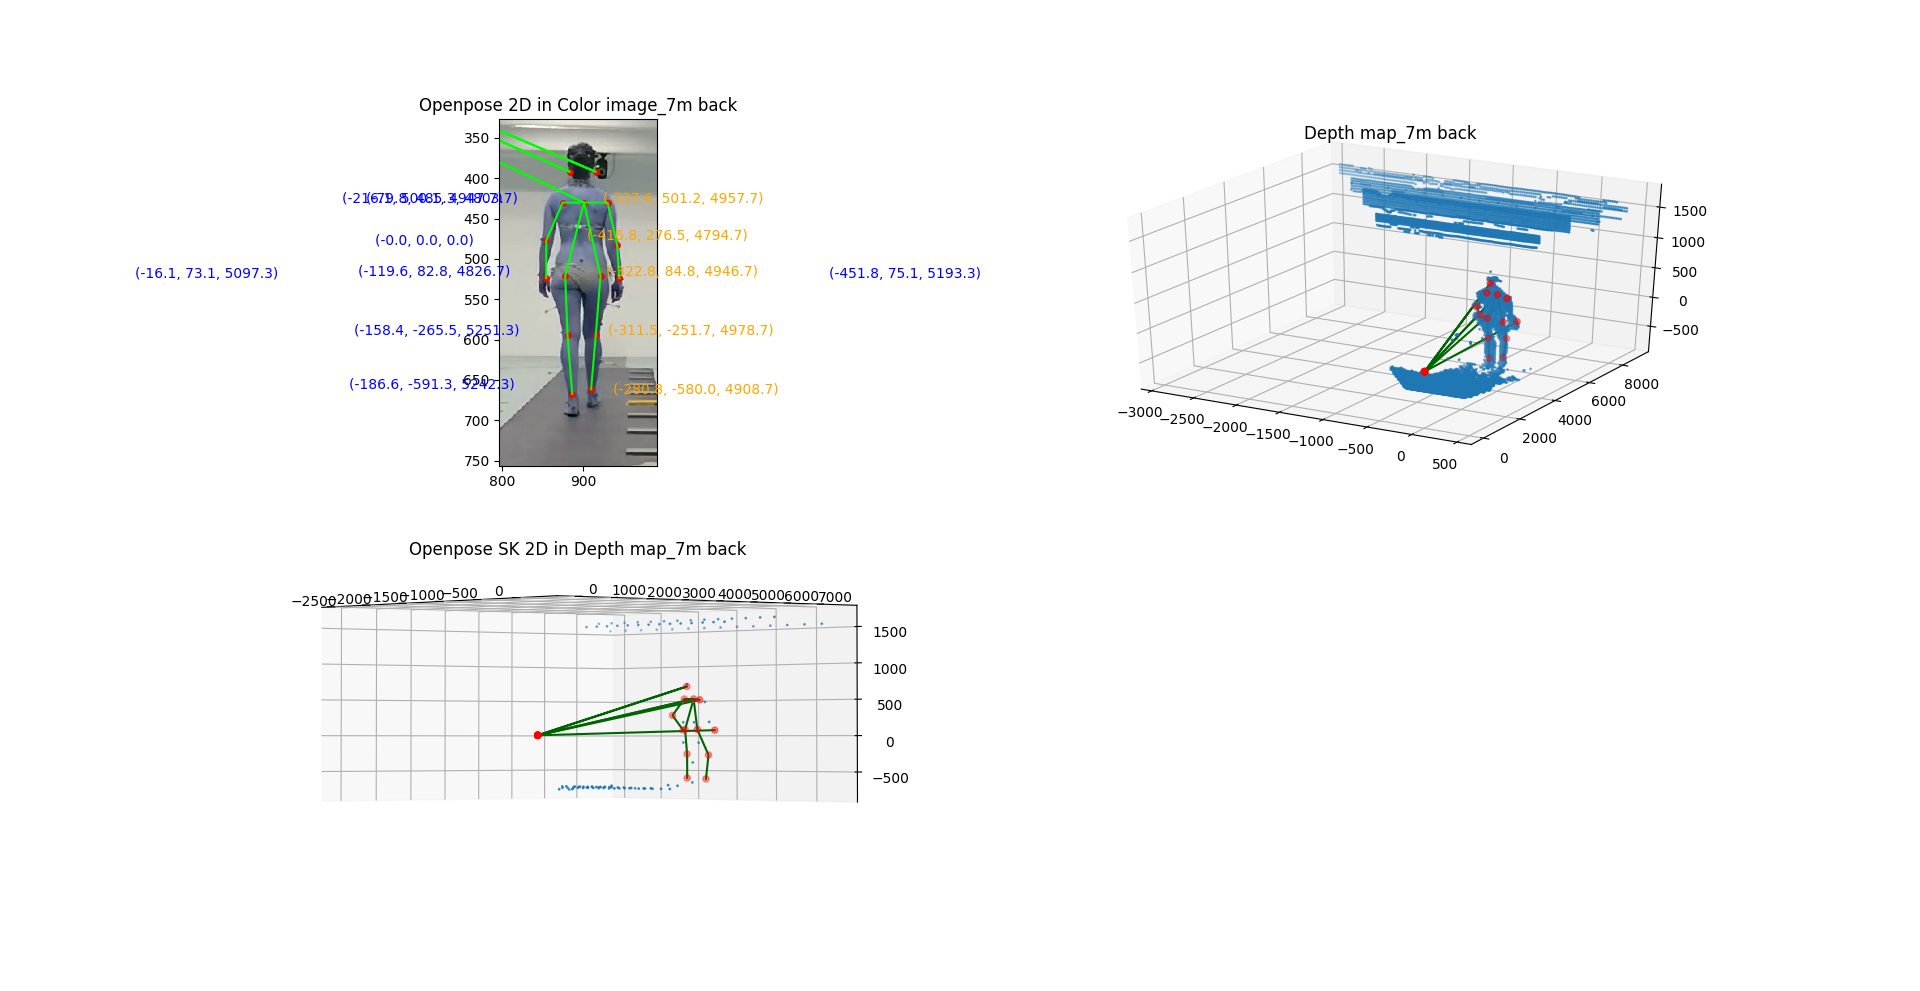 Openpose 2D in Color image_7m back
350
400
450
500
550
600
650
700
750
800 900
501.2, 4957.7)
(-416.8, 276.5, 4794.7)
(-0.0, 0.0, 0.0)
(-16.1, 73.1, 5097.3)
(-119.6, 82.8, 4826.7)
84.8, 4946.7)
(-451.8, 75.1, 5193.3)
(-158.4, -265.5, 5251.3)
(-311.5, -251.7, 4978.7)
(-186.6, -591.3, 5242.3)
(-280.3, -580.0, 4908.7)
Depth map_7m back
1500
1000
500
0
−500
8000
6000
4000
2000
0
−3000
−2500
−2000
−1500
−1000
−500
0
500
Openpose SK 2D in Depth map_7m back
−2500 −2000 −1500 −1000 −500 0
0 1000 2000 3000 4000 5000 6000 7000
1500
1000
500
0
−500